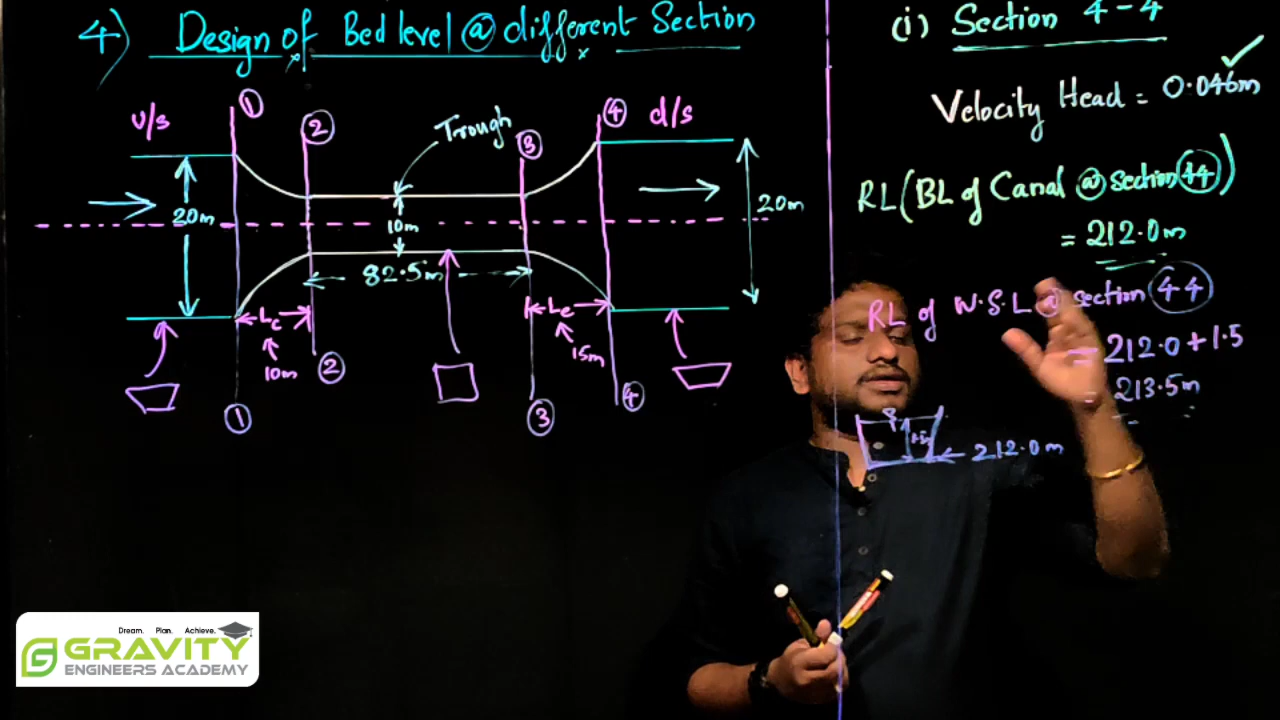 4) Design of Bed level @ different Section
u/s
①
②
Trough
③
④
d/s
20m
10m
20m
82.5m
Lc
10m
Le
15m
①
②
③
④
(i) Section 4-4
Velocity Head = 0.046m
RL (BL of Canal @ section 44)
= 212.0m
RL of W.S.L @ section 4-4
= 212.0 + 1.5
= 213.5m
212.0m
Dream. Plan. Achieve.
GRAVITY
ENGINEERS ACADEMY